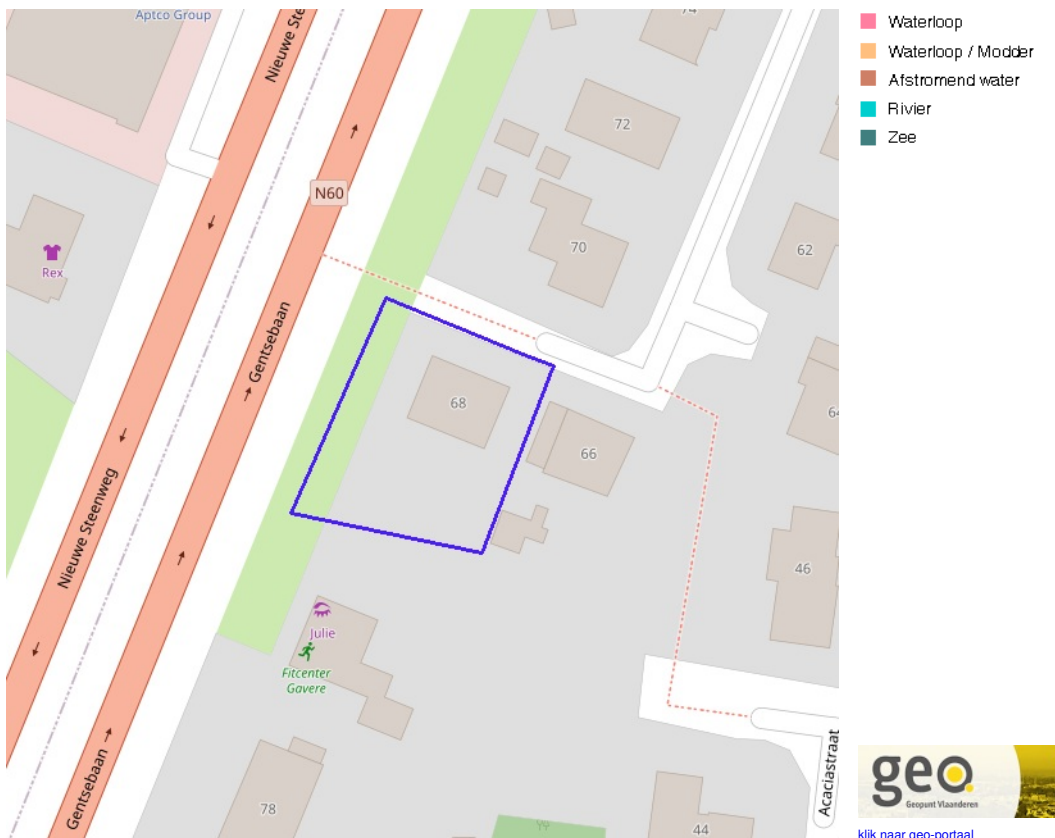 Aptco Group
Nieuwe Ste
74
72
N60
70
62
Rex
Gentsebaan
68
66
64
Nieuwe Steenweg
46
Julie
Fitcenter
Gavere
78
44
Gentsebaan
Acaciastraat
Waterloop
Waterloop / Modder
Afstromend water
Rivier
Zee
geo.
Geopunt Vlaanderen
klik naar geo-portaal